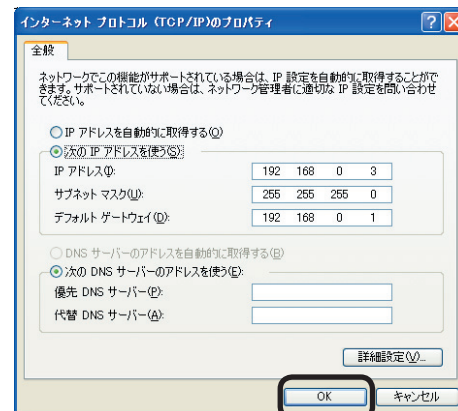 インターネット プロトコル (TCP/IP)のプロパティ
全般
ネットワークでこの機能がサポートされている場合は、IP 設定を自動的に取得することがで
きます。サポートされていない場合は、ネットワーク管理者に適切な IP 設定を問い合わせ
てください。
IP アドレスを自動的に取得する(O)
次の IP アドレスを使う(S):
IP アドレス(I): 192 168 0 3
サブネット マスク(U): 255 255 255 0
デフォルト ゲートウェイ(D): 192 168 0 1
DNS サーバーのアドレスを自動的に取得する(B)
次の DNS サーバーのアドレスを使う(E):
優先 DNS サーバー(P):
代替 DNS サーバー(A):
詳細設定(V)...
OK キャンセル